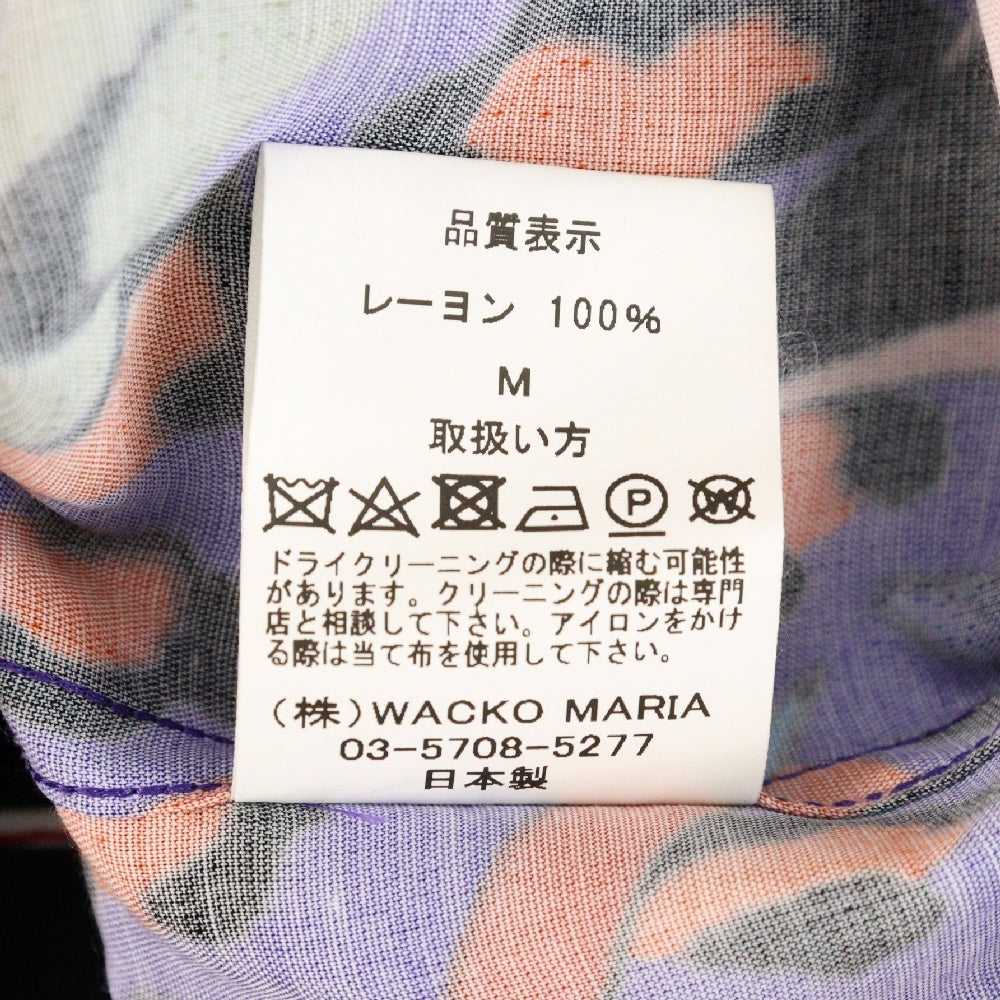 品質表示
レーヨン 100%
M
取扱い方
P W
ドライクリーニングの際に縮む可能性
があります。クリーニングの際は専門
店と相談して下さい。アイロンをかけ
る際は当て布を使用して下さい。
(株)WACKO MARIA
03-5708-5277
日本製